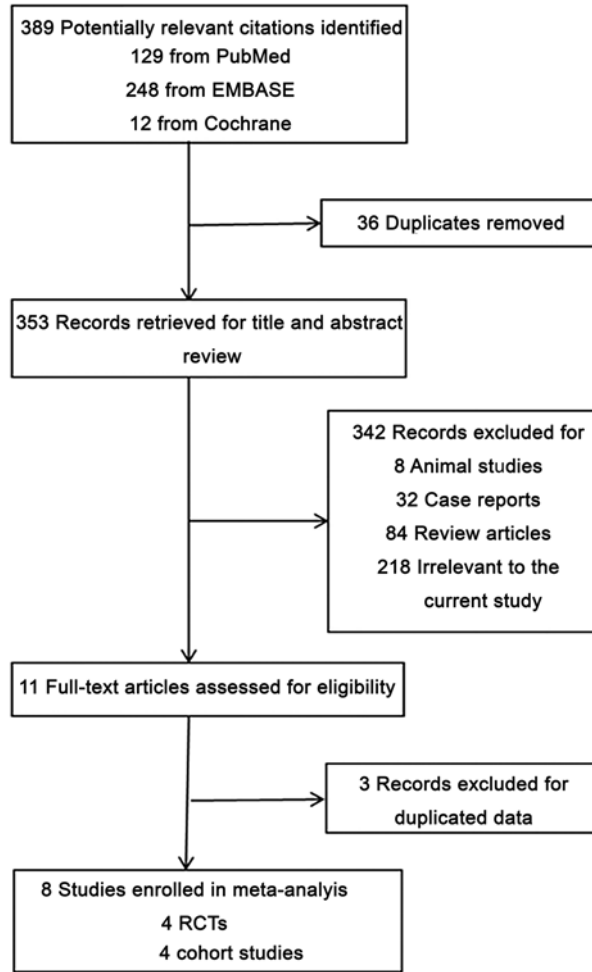 389 Potentially relevant citations identified
129 from PubMed
248 from EMBASE
12 from Cochrane
36 Duplicates removed
353 Records retrieved for title and abstract
review
342 Records excluded for
8 Animal studies
32 Case reports
84 Review articles
218 Irrelevant to the
current study
11 Full-text articles assessed for eligibility
3 Records excluded for
duplicated data
8 Studies enrolled in meta-analyis
4 RCTs
4 cohort studies